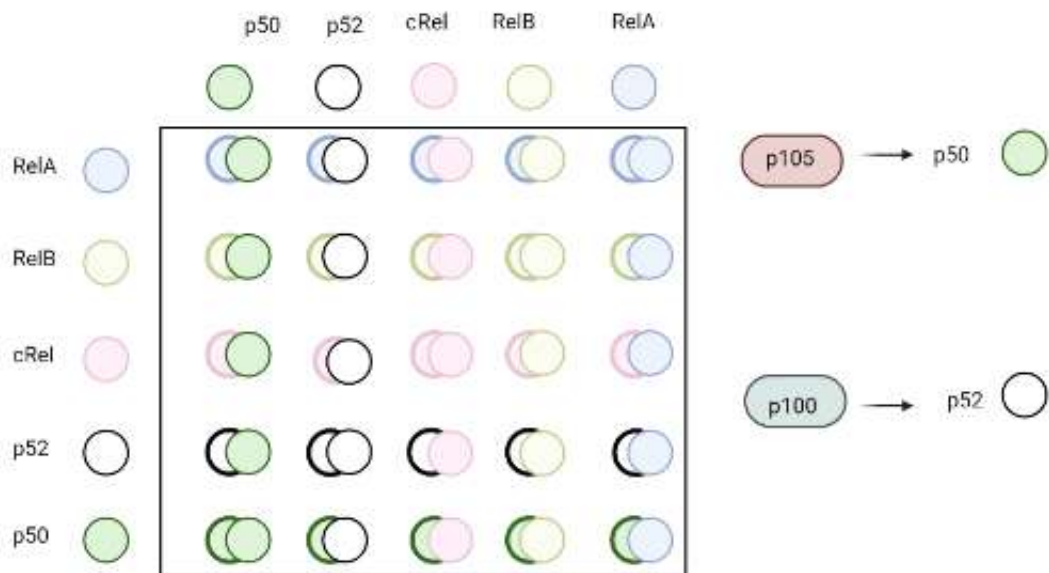 p50 p52 cRel RelB RelA
RelA
p105 p50
RelB
cRel
p100 p52
p52
p50